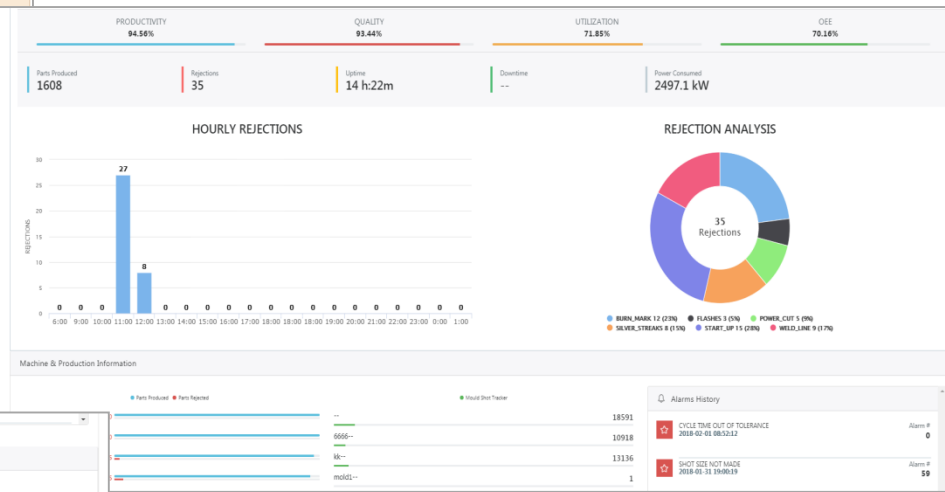 PRODUCTIVITY QUALITY UTILIZATION OEE
94.56% 93.44% 71.85% 70.16%
Parts Produced Rejections Uptime Downtime Power Consumed
1608 35 14 h:22m -- 2497.1 kW
HOURLY REJECTIONS
REJECTIONS
30
25
20
15
10
5
0
0 0 0 27 8 0 0 0 0 0 0 0 0 0 0 0 0 0 0 0
6:00 9:00 10:00 11:00 12:00 13:00 14:00 15:00 16:00 17:00 18:00 18:00 18:00 19:00 20:00 21:00 22:00 23:00 0:00 1:00
REJECTION ANALYSIS
35
Rejections
BURN_MARK 12 (23%) FLASHES 3 (5%) POWER_CUT 5 (9%)
SILVER_STREAKS 8 (15%) START_UP 15 (28%) WELD_LINE 9 (17%)
Machine & Production Information
Parts Produced Parts Rejected
Mould Shot Tracker
-- 18591
6666-- 10918
kk-- 13136
mold1-- 1
Alarms History
CYCLE TIME OUT OF TOLERANCE Alarm #
2018-02-01 08:52:12 0
SHOT SIZE NOT MADE Alarm #
2018-01-31 19:00:19 59